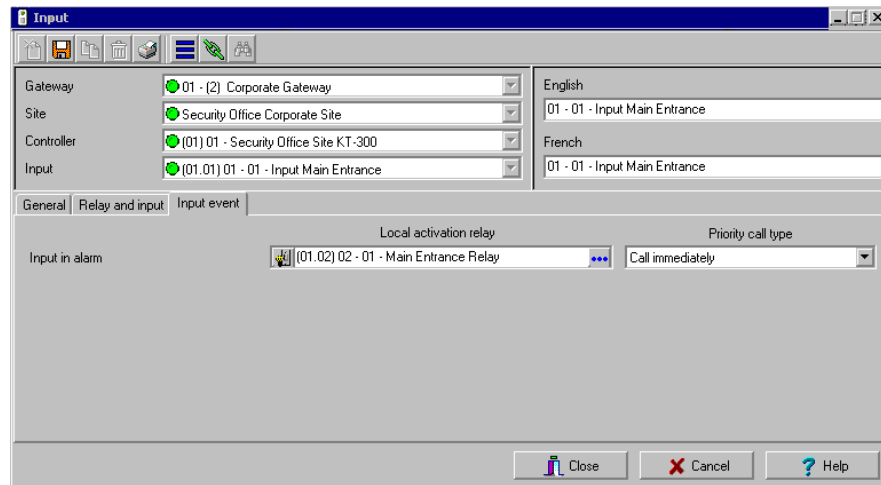 Input
Gateway
01 - (2) Corporate Gateway
Site
Security Office Corporate Site
Controller
(01) 01 - Security Office Site KT-300
Input
(01.01) 01 - 01 - Input Main Entrance
English
01 - 01 - Input Main Entrance
French
01 - 01 - Input Main Entrance
General Relay and input Input event
Local activation relay Priority call type
Input in alarm (01.02) 02 - 01 - Main Entrance Relay ... Call immediately
Close Cancel ? Help